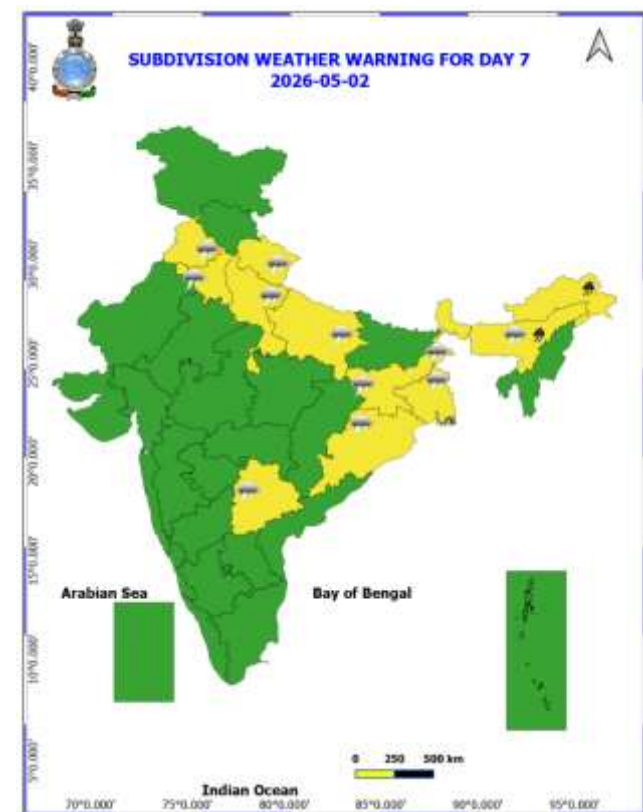 SUBDIVISION WEATHER WARNING FOR DAY 7
2026-05-02
40°0.000'
35°0.000'
30°0.000'
25°0.000'
20°0.000'
15°0.000'
10°0.000'
5°0.000'
Arabian Sea
Bay of Bengal
0 250 500 km
Indian Ocean
70°0.000' 75°0.000' 80°0.000' 85°0.000' 90°0.000' 95°0.000'